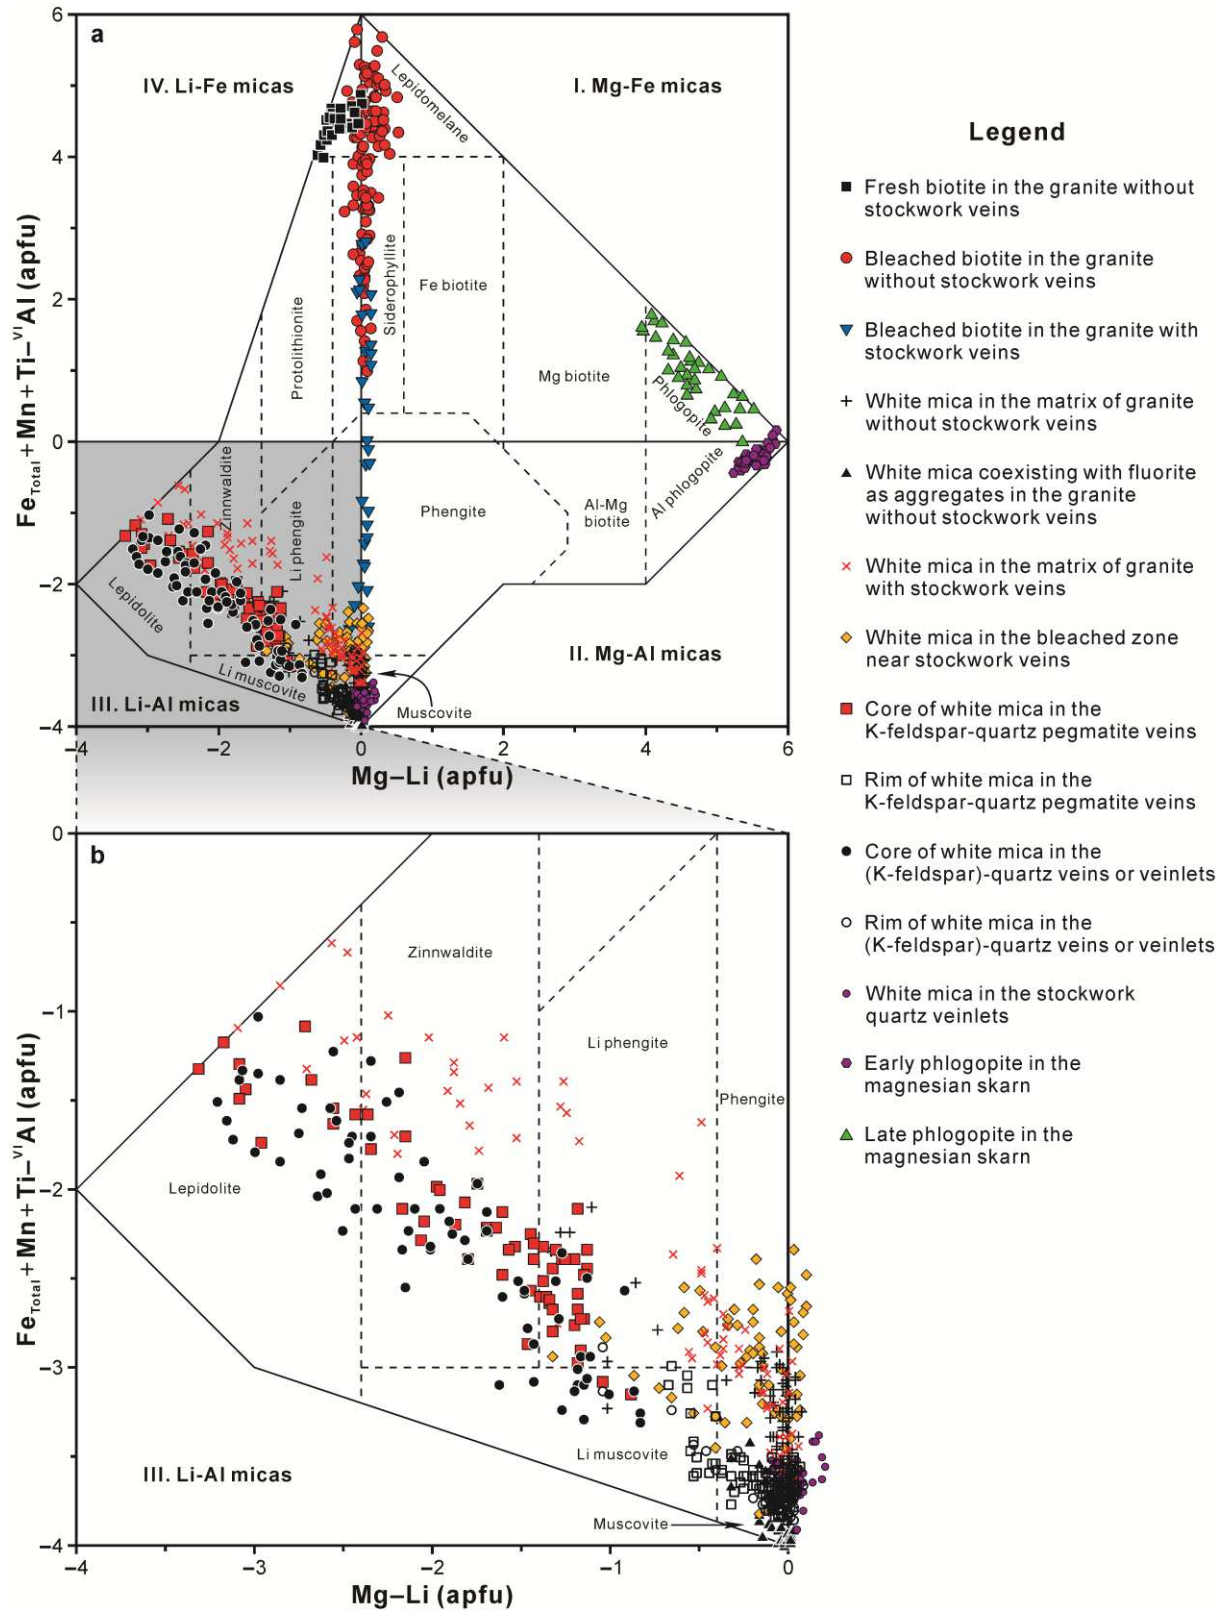 a
IV. Li-Fe micas
I. Mg-Fe micas
Lepidomelane
Protolithionite
Siderophyllite
Fe biotite
Mg biotite
Phlogopite
Al phlogopite
Al-Mg
biotite
Phengite
Zinnwaldite
Li phengite
Lepidolite
Li muscovite
Muscovite
III. Li-Al micas
II. Mg-Al micas
6
4
2
0
−2
−4
FeTotal + Mn + Ti − VIAl (apfu)
−4
−2
0
2
4
6
Mg–Li (apfu)
b
Zinnwaldite
Li phengite
Phengite
Lepidolite
Li muscovite
Muscovite
III. Li-Al micas
0
−1
−2
−3
−4
FeTotal + Mn + Ti − VIAl (apfu)
−4
−3
−2
−1
0
Mg–Li (apfu)
Legend
Fresh biotite in the granite without
stockwork veins
Bleached biotite in the granite
without stockwork veins
Bleached biotite in the granite with
stockwork veins
White mica in the matrix of granite
without stockwork veins
White mica coexisting with fluorite
as aggregates in the granite
without stockwork veins
White mica in the matrix of granite
with stockwork veins
White mica in the bleached zone
near stockwork veins
Core of white mica in the
K-feldspar-quartz pegmatite veins
Rim of white mica in the
K-feldspar-quartz pegmatite veins
Core of white mica in the
(K-feldspar)-quartz veins or veinlets
Rim of white mica in the
(K-feldspar)-quartz veins or veinlets
White mica in the stockwork
quartz veinlets
Early phlogopite in the
magnesian skarn
Late phlogopite in the
magnesian skarn